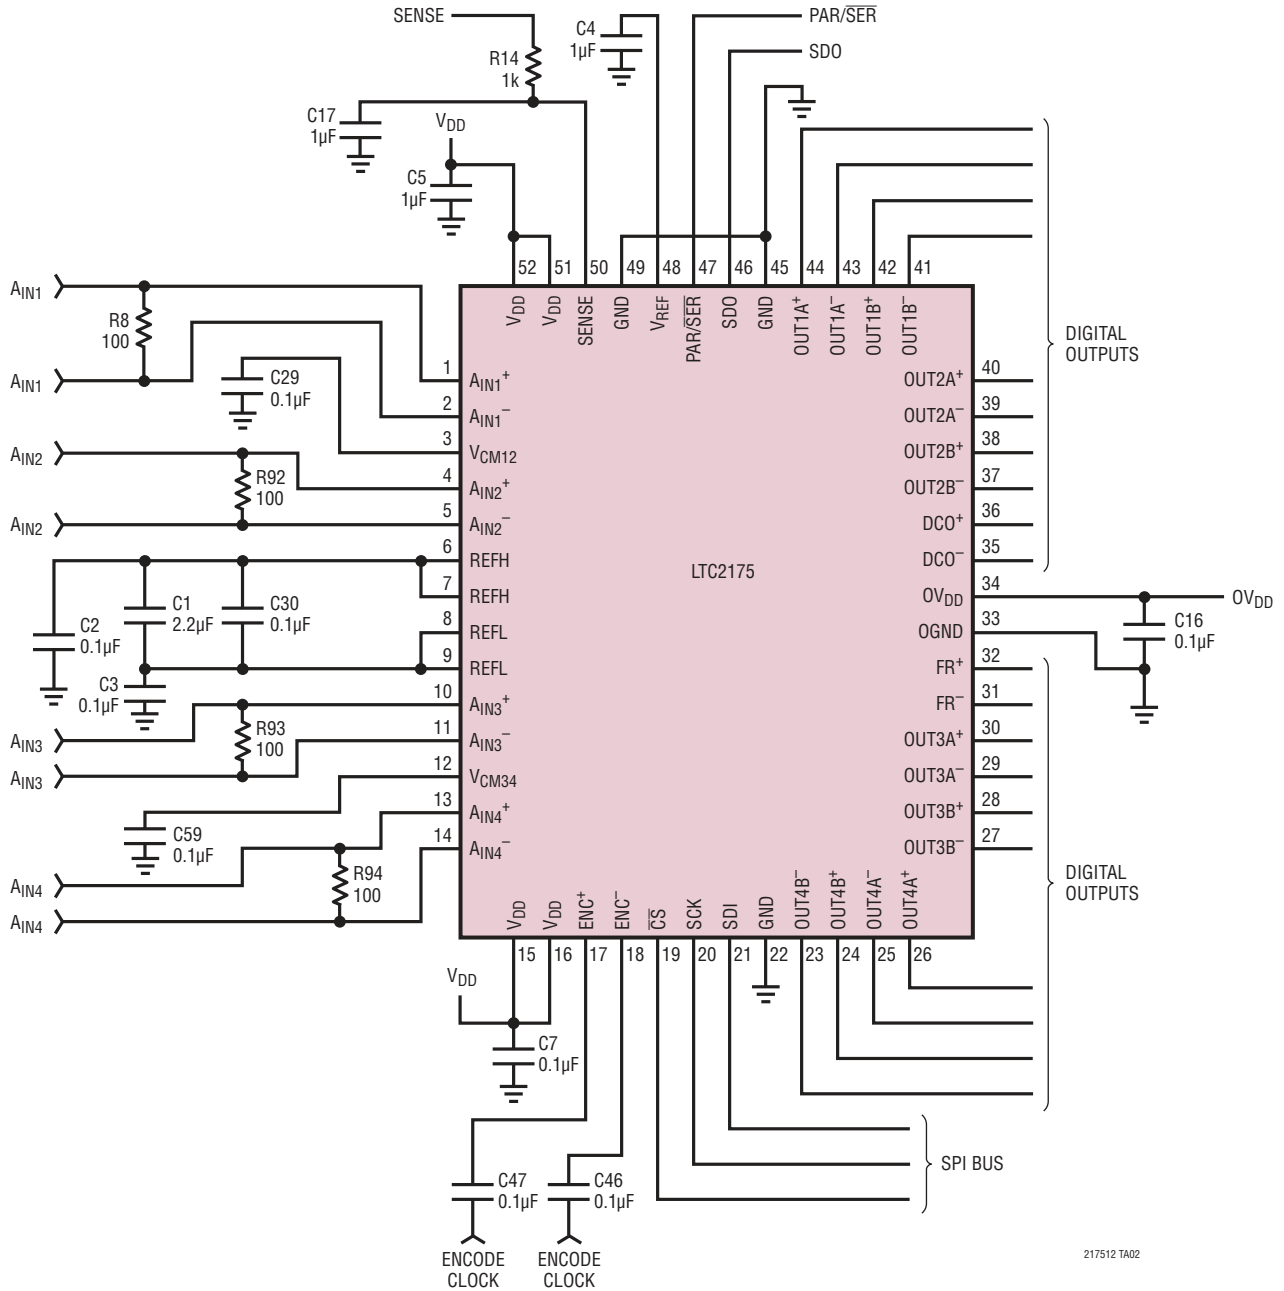 SENSE
R14
1k
C4
1µF
PAR/SER
SDO
C17
1µF
VDD
C5
1µF
52 51 50 49 48 47 46 45 44 43 42 41
VDD VDD SENSE GND VREF PAR/SER SDO GND OUT1A+ OUT1A– OUT1B+ OUT1B–
DIGITAL
OUTPUTS
AIN1
R8
100
AIN1
C29
0.1µF
AIN2
R92
100
AIN2
C2
0.1µF
C1
2.2µF
C30
0.1µF
C3
0.1µF
AIN3
R93
100
AIN3
C59
0.1µF
AIN4
R94
100
AIN4
1 AIN1+
2 AIN1–
3 VCM12
4 AIN2+
5 AIN2–
6 REFH
7 REFH
8 REFL
9 REFL
10 AIN3+
11 AIN3–
12 VCM34
13 AIN4+
14 AIN4–
LTC2175
OUT2A+ 40
OUT2A– 39
OUT2B+ 38
OUT2B– 37
DCO+ 36
DCO– 35
OVDD 34
OGND 33
FR+ 32
FR– 31
OUT3A+ 30
OUT3A– 29
OUT3B+ 28
OUT3B– 27
OVDD
C16
0.1µF
DIGITAL
OUTPUTS
VDD VDD ENC+ ENC– CS SCK SDI GND OUT4B– OUT4B+ OUT4A– OUT4A+
15 16 17 18 19 20 21 22 23 24 25 26
VDD
C7
0.1µF
SPI BUS
C47
0.1µF
C46
0.1µF
ENCODE
CLOCK
ENCODE
CLOCK
217512 TA02